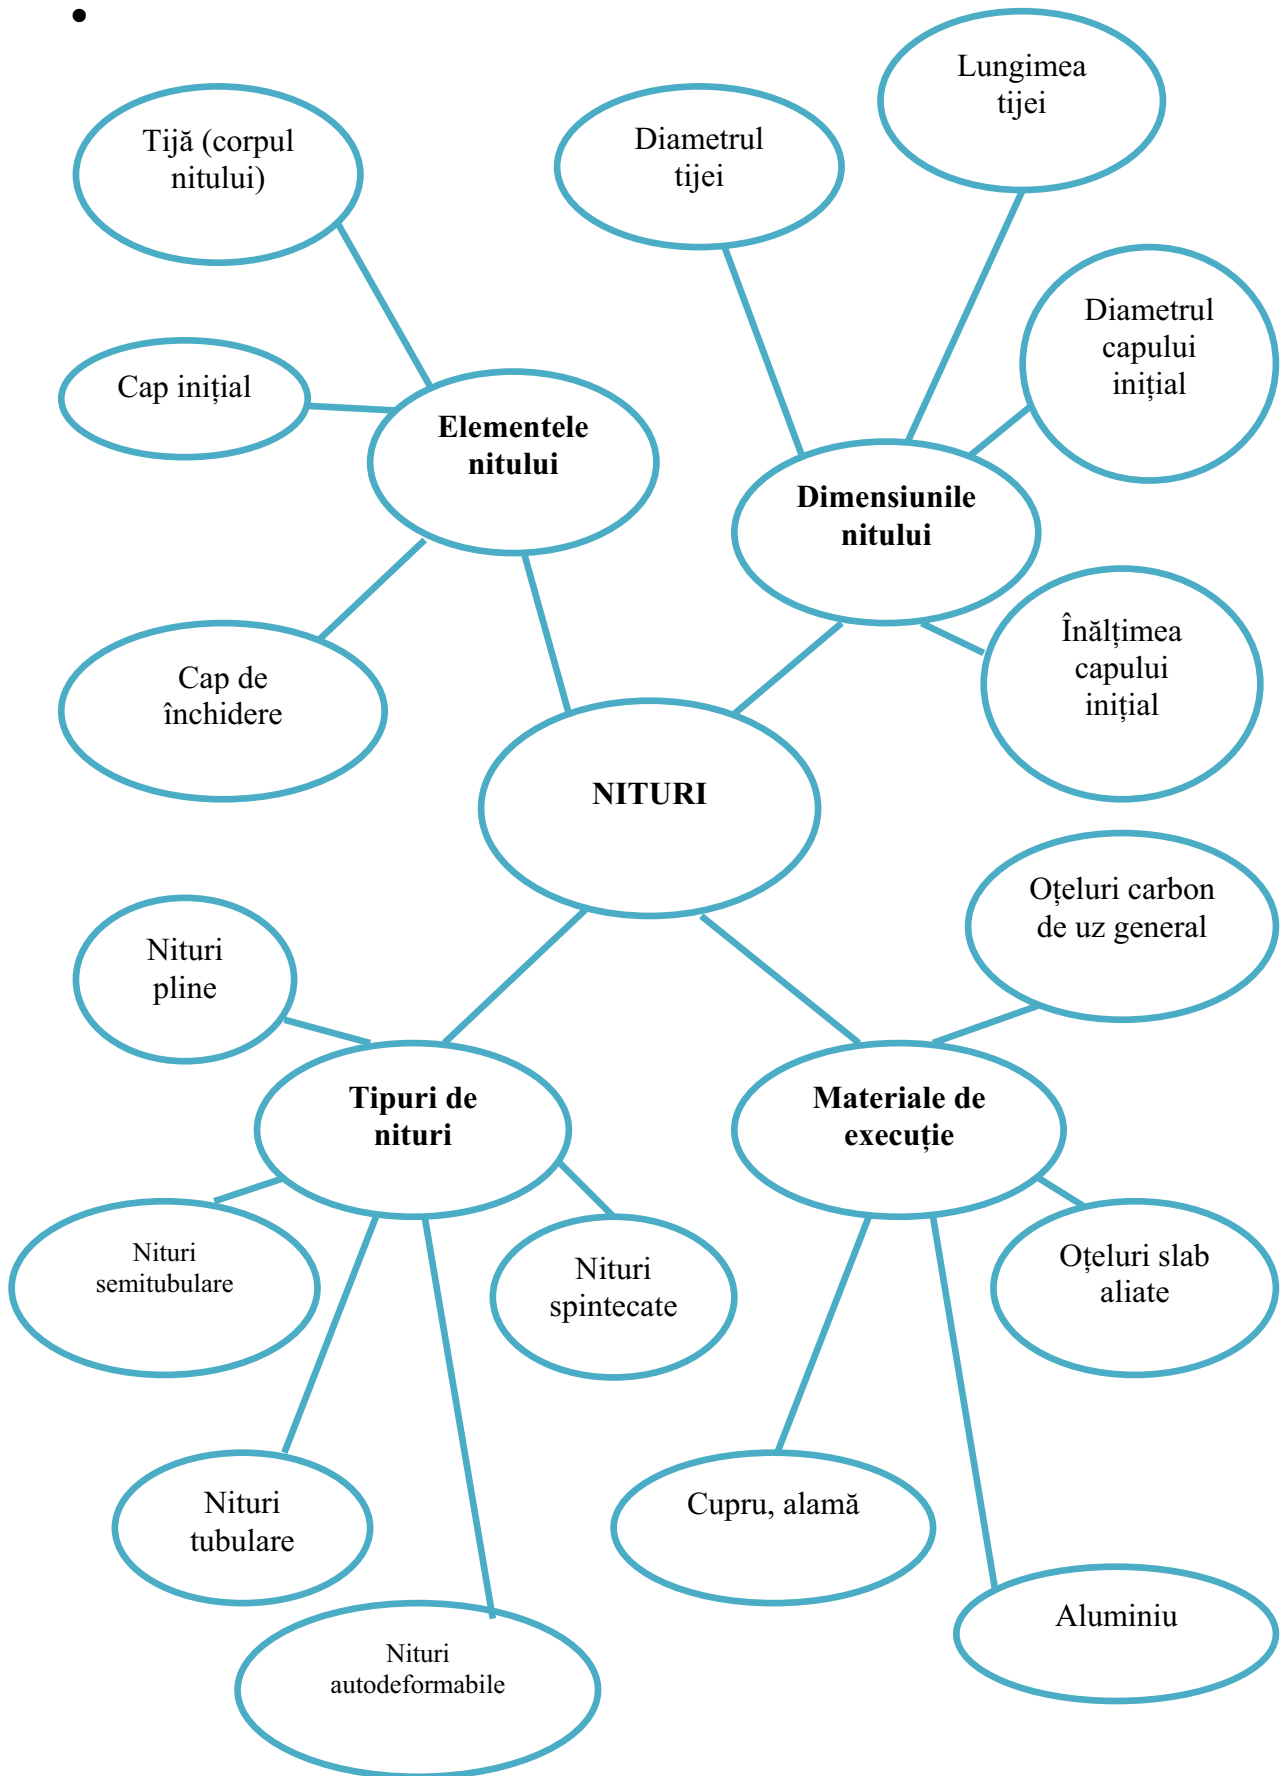 •
Lungimea
tijei
Tijă (corpul
nitului)
Diametrul
tijei
Diametrul
capului
inițial
Cap inițial
Elementele
nitului
Dimensiunile
nitului
Înălțimea
capului
inițial
Cap de
închidere
NITURI
Oțeluri carbon
de uz general
Nituri
pline
Tipuri de
nituri
Materiale de
execuție
Nituri
semitubulare
Nituri
spintecate
Oțeluri slab
aliate
Nituri
tubulare
Cupru, alamă
Aluminiu
Nituri
autodeformabile